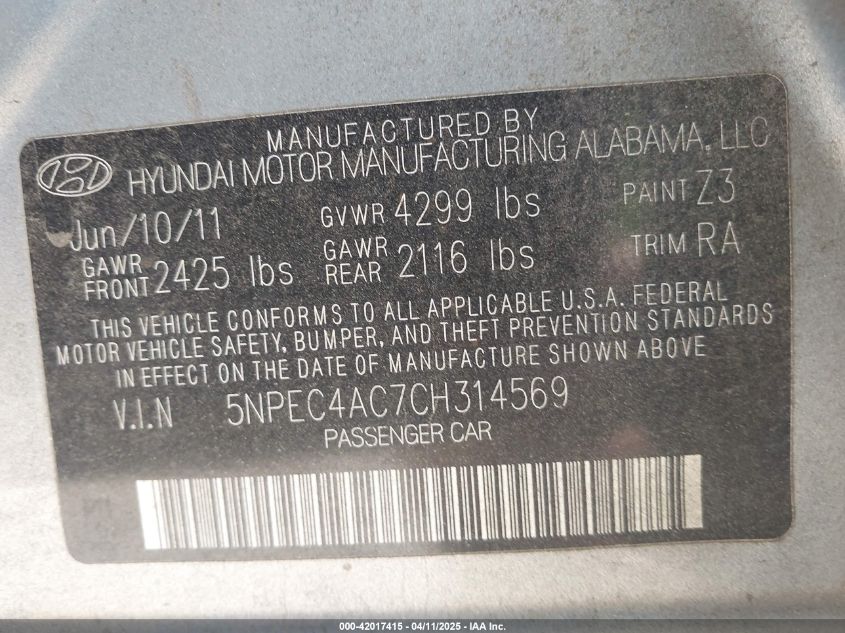 MANUFACTURED BY
HYUNDAI MOTOR MANUFACTURING ALABAMA, LLC
Jun/10/11 GVWR 4299 lbs PAINT Z3
GAWR FRONT 2425 lbs GAWR REAR 2116 lbs TRIM RA
THIS VEHICLE CONFORMS TO ALL APPLICABLE U.S.A. FEDERAL
MOTOR VEHICLE SAFETY, BUMPER, AND THEFT PREVENTION STANDARDS
IN EFFECT ON THE DATE OF MANUFACTURE SHOWN ABOVE
V.I.N 5NPEC4AC7CH314569
PASSENGER CAR
000-42017415 - 04/11/2025 - IAA Inc.